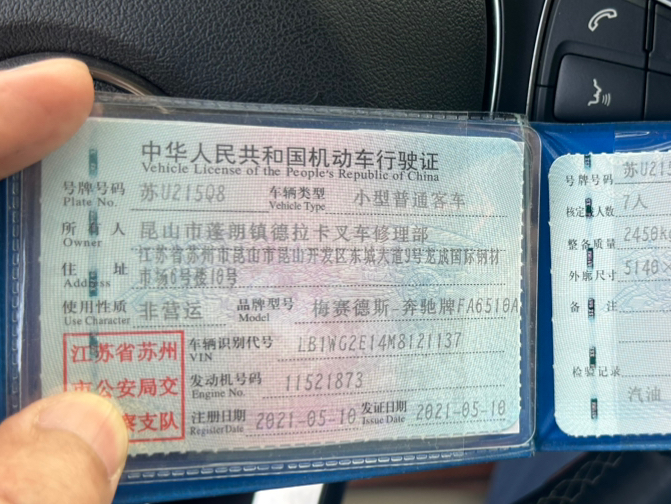 中华人民共和国机动车行驶证
Vehicle License of the People's Republic of China
号牌号码 苏U215Q8 车辆类型 小型普通客车
Plate No. Vehicle Type
所有人 昆山市蓬朗镇德拉卡叉车修理部
Owner
住址 江苏省苏州市昆山市昆山开发区东城大道9号龙成国际钢材
Address 市场6号楼10号
使用性质 非营运 品牌型号 梅赛德斯-奔驰牌FA6510A
Use Character Model
江苏省苏州
市公安局交
察支队
车辆识别代号 LB1WG2E14M8121137
VIN
发动机号码 11521873
Engine No.
注册日期 2021-05-10 发证日期 2021-05-10
Register Date Issue Date
号牌号码 苏U215
核定载人数 7人
整备质量 2450kg
外廓尺寸 5140
备注
检验记录
汽油